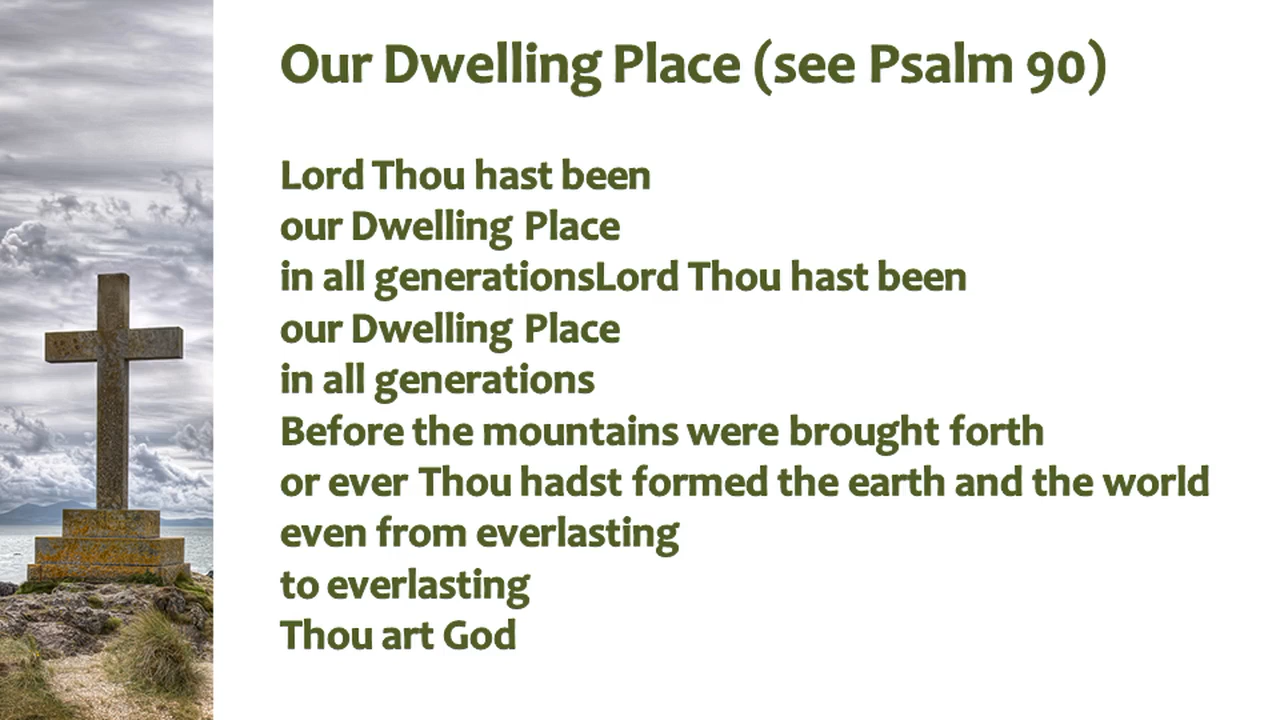 Our Dwelling Place (see Psalm 90)
Lord Thou hast been
our Dwelling Place
in all generationsLord Thou hast been
our Dwelling Place
in all generations
Before the mountains were brought forth
or ever Thou hadst formed the earth and the world
even from everlasting
to everlasting
Thou art God